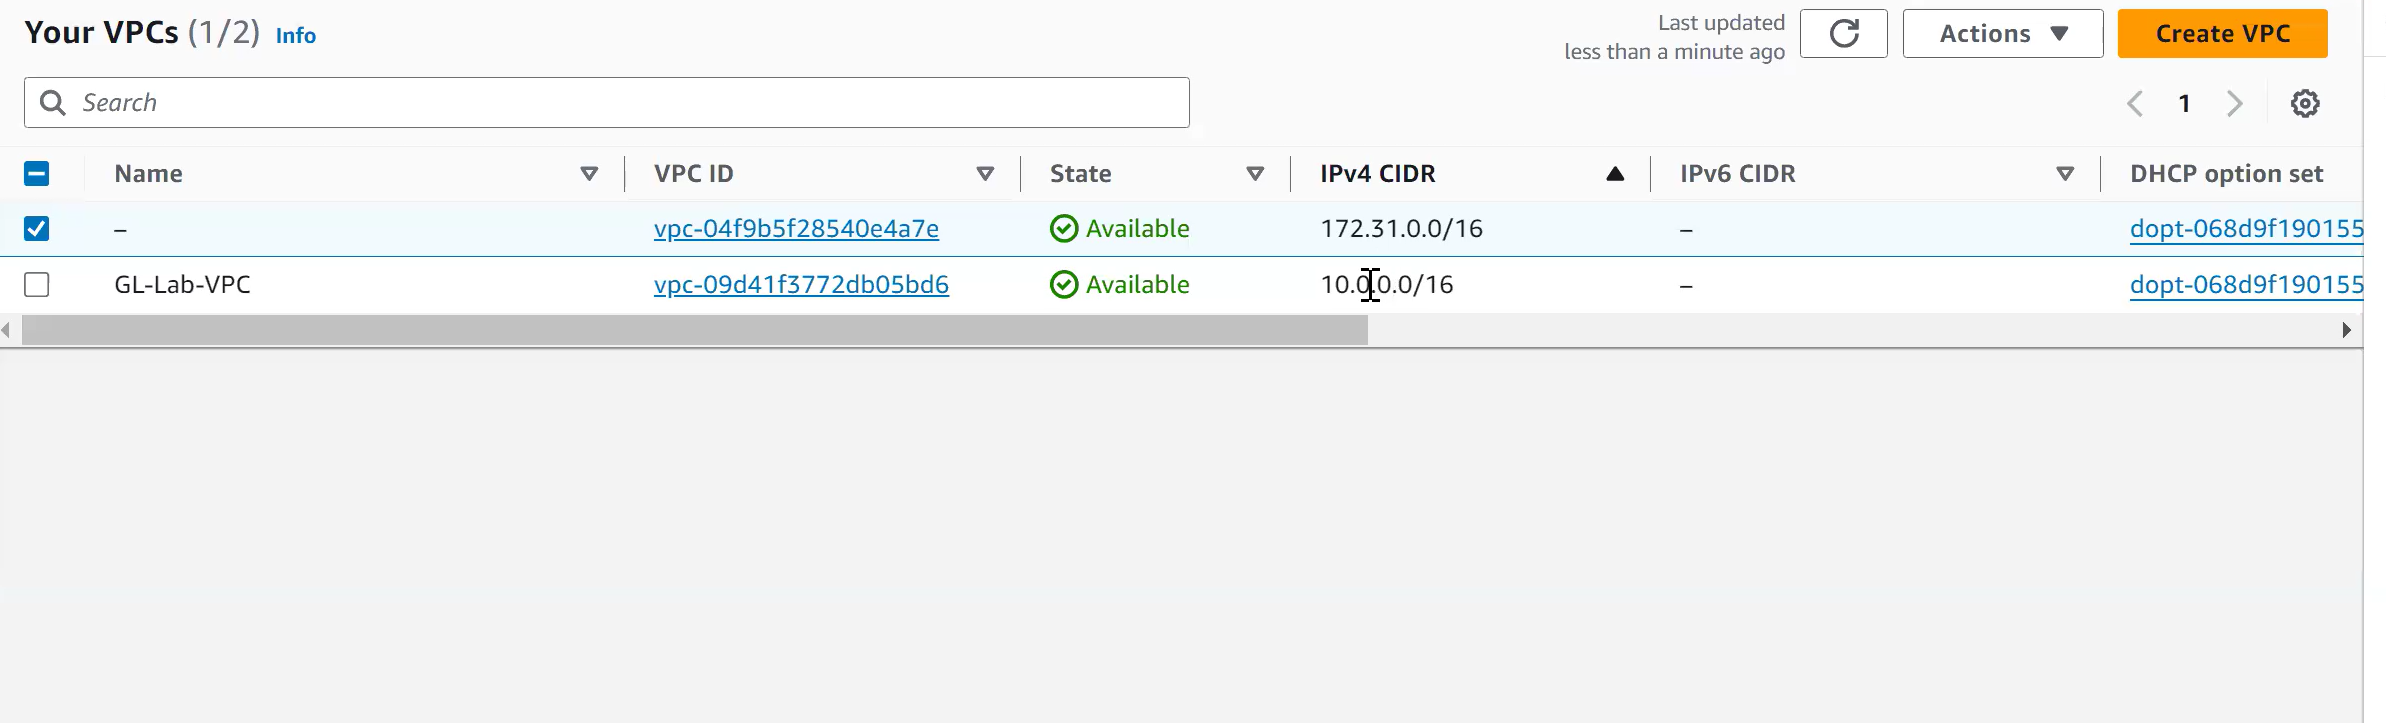 Your VPCs (1/2) Info
Last updated
less than a minute ago
Actions
Create VPC
Search
1
Name VPC ID State IPv4 CIDR IPv6 CIDR DHCP option set
– vpc-04f9b5f28540e4a7e Available 172.31.0.0/16 – dopt-068d9f190155
GL-Lab-VPC vpc-09d41f3772db05bd6 Available 10.0.0.0/16 – dopt-068d9f190155